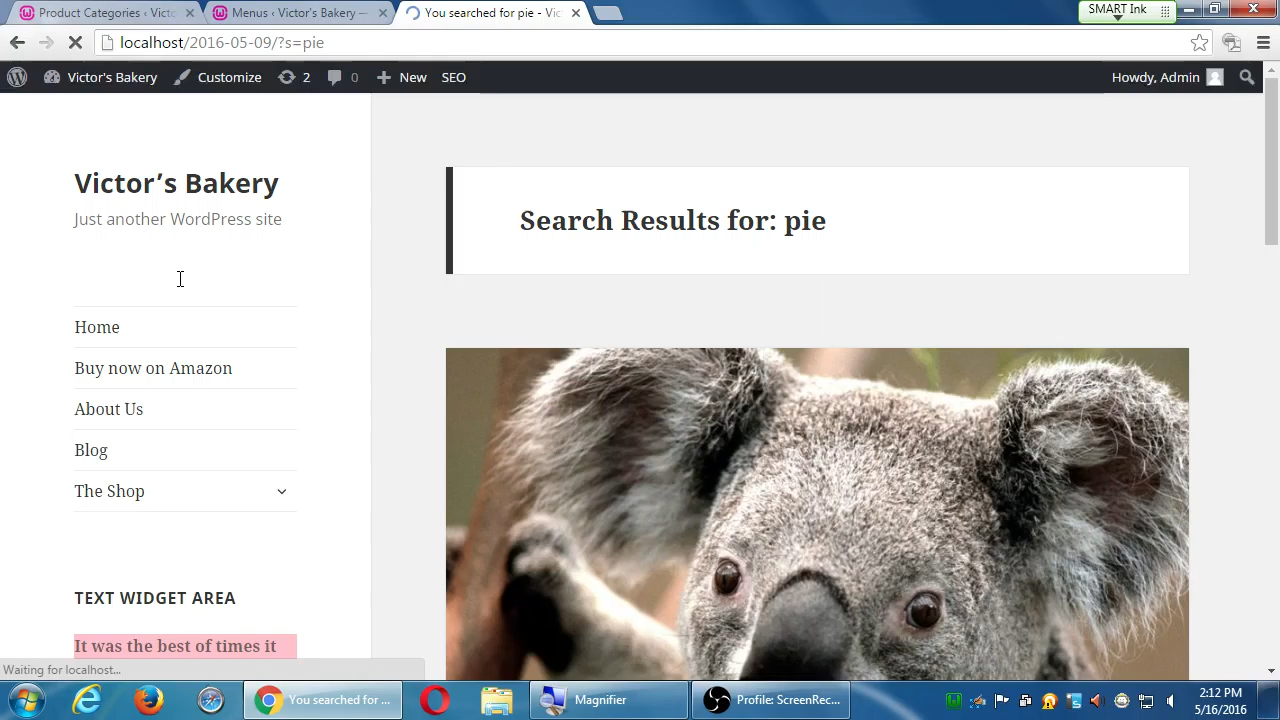 Product Categories ‹ Victo
Menus ‹ Victor's Bakery —
You searched for pie - Vic
SMART Ink
localhost/2016-05-09/?s=pie
Victor's Bakery
Customize
2
0
New
SEO
Howdy, Admin
Victor's Bakery
Just another WordPress site
Search Results for: pie
Home
Buy now on Amazon
About Us
Blog
The Shop
TEXT WIDGET AREA
It was the best of times it
Waiting for localhost...
You searched for ...
Magnifier
Profile: ScreenRec...
2:12 PM
5/16/2016